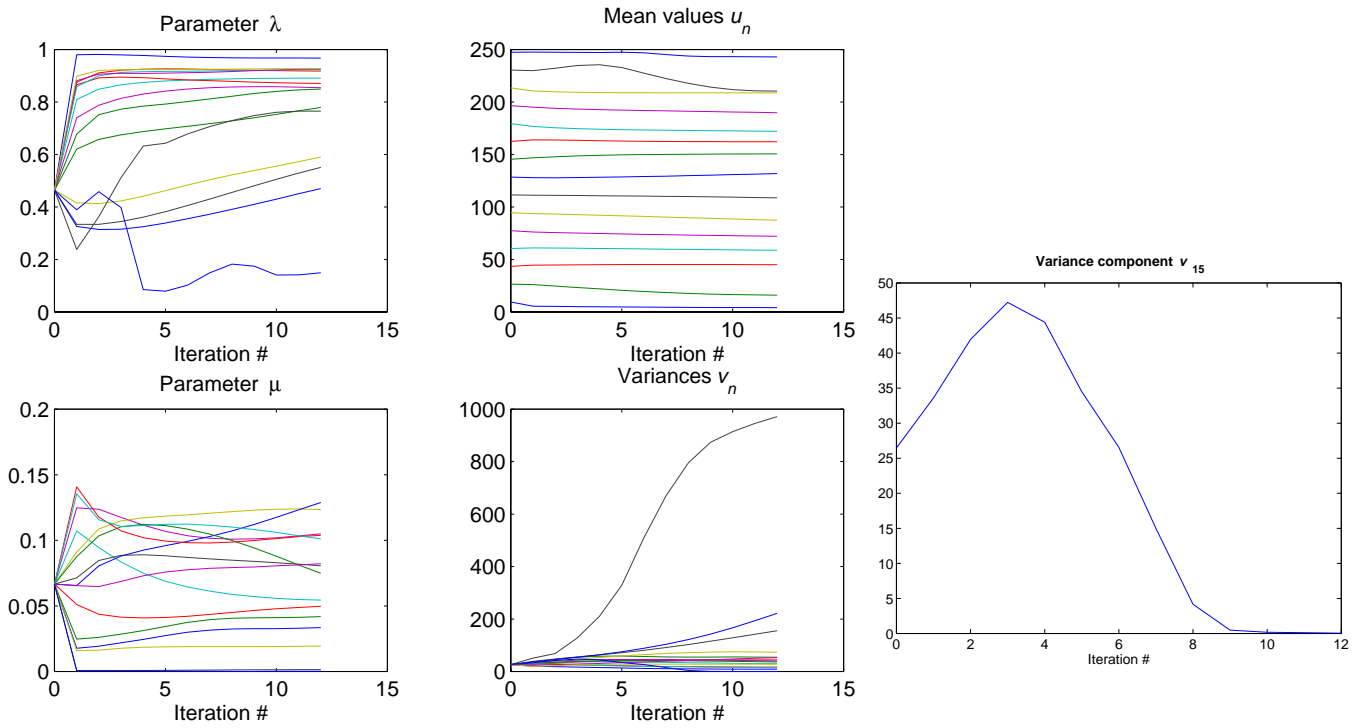 Parameter λ
1
0.8
0.6
0.4
0.2
0
0 5 10 15
Iteration #
Mean values u_n
250
200
150
100
50
0
0 5 10 15
Iteration #
Parameter μ
0.2
0.15
0.1
0.05
0
0 5 10 15
Iteration #
Variances v_n
1000
800
600
400
200
0
0 5 10 15
Iteration #
Variance component v_15
50
45
40
35
30
25
20
15
10
5
0
0 2 4 6 8 10 12
Iteration #